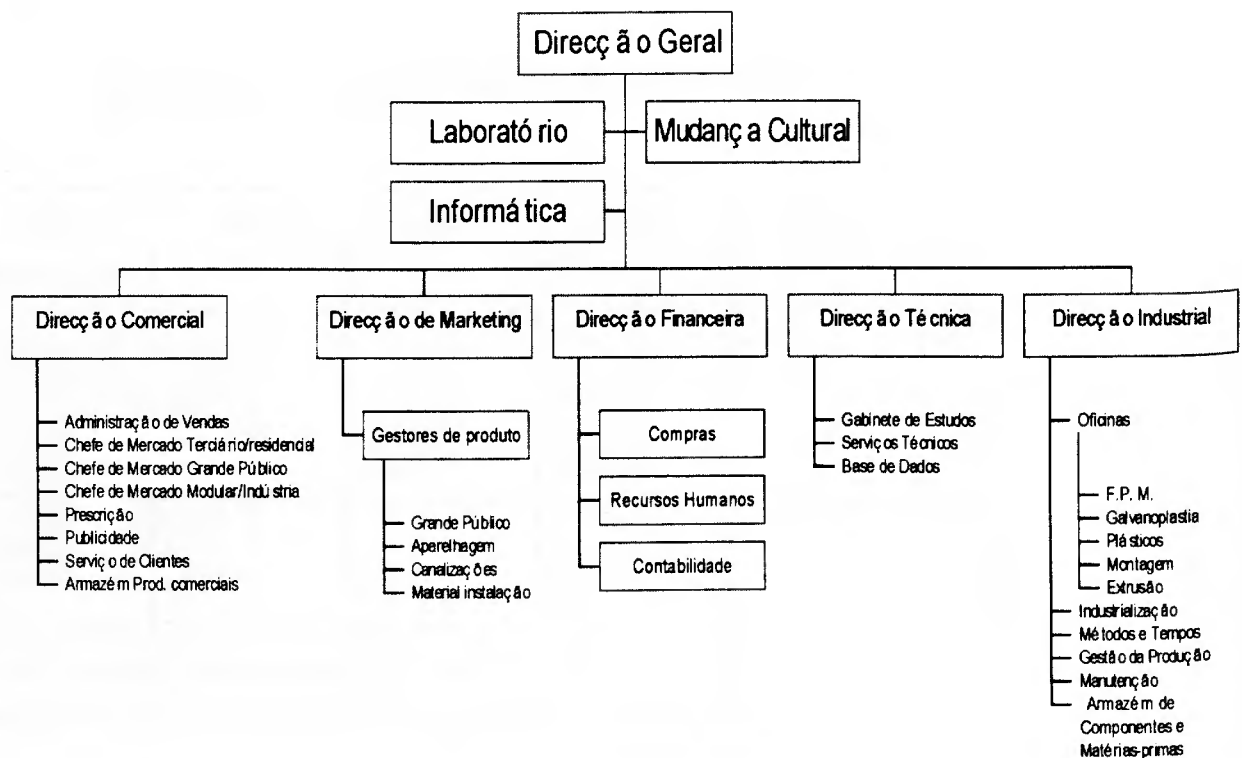 Direcção Geral
Laboratório
Mudança Cultural
Informática
Direcção Comercial
Administração de Vendas
Chefe de Mercado Terciário/residencial
Chefe de Mercado Grande Público
Chefe de Mercado Modular/Indústria
Prescrição
Publicidade
Serviço de Clientes
Armazém Prod. comerciais
Direcção de Marketing
Gestores de produto
Grande Público
Aparelhagem
Canalizações
Material instalação
Direcção Financeira
Compras
Recursos Humanos
Contabilidade
Direcção Técnica
Gabinete de Estudos
Serviços Técnicos
Base de Dados
Direcção Industrial
Oficinas
F.P. M.
Galvanoplastia
Plásticos
Montagem
Extrusão
Industrialização
Métodos e Tempos
Gestão da Produção
Manutenção
Armazém de
Componentes e
Matérias-primas